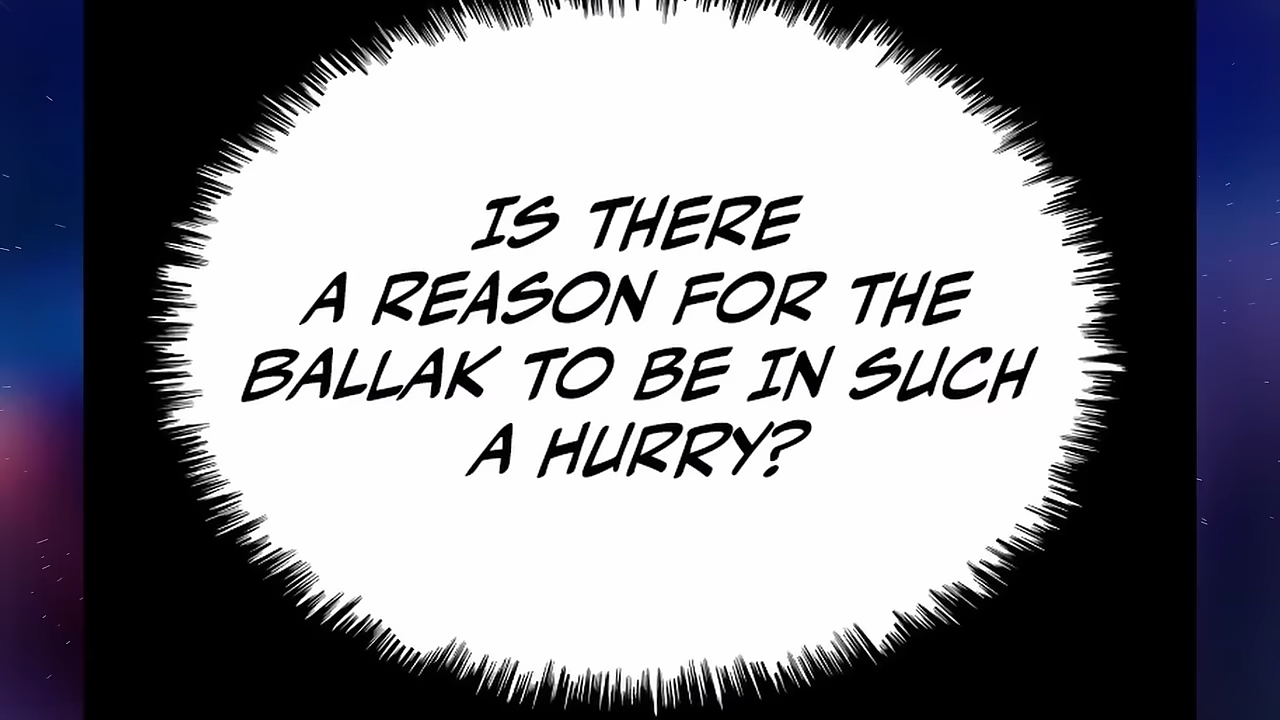 IS THERE
A REASON FOR THE
BALLAK TO BE IN SUCH
A HURRY?